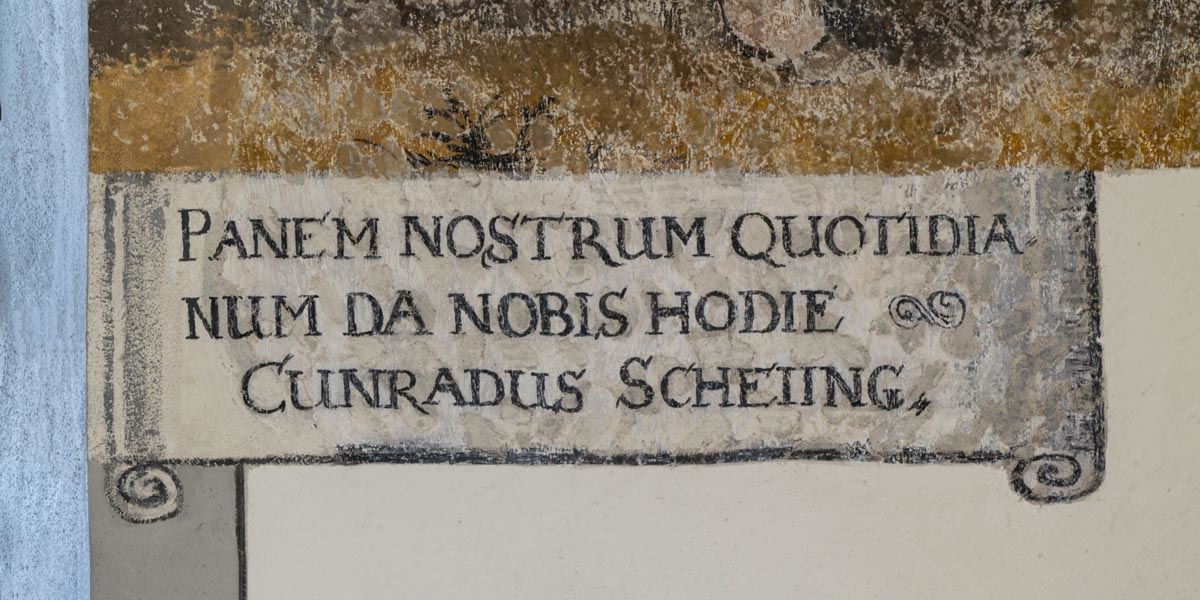 PANEM NOSTRUM QUOTIDIA
NUM DA NOBIS HODIE
CUNRADUS SCHEIING,